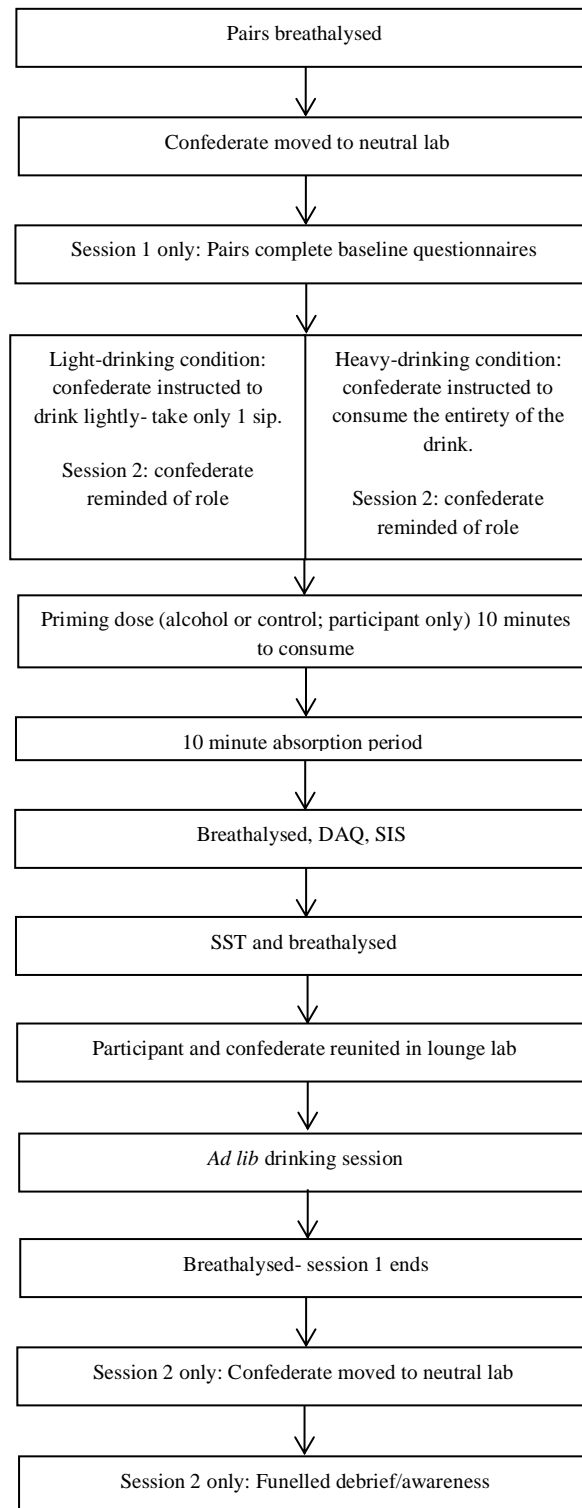 Pairs breathalysed
Confederate moved to neutral lab
Session 1 only: Pairs complete baseline questionnaires
Light-drinking condition:
confederate instructed to
drink lightly- take only 1 sip.
Session 2: confederate
reminded of role
Heavy-drinking condition:
confederate instructed to
consume the entirety of the
drink.
Session 2: confederate
reminded of role
Priming dose (alcohol or control; participant only) 10 minutes
to consume
10 minute absorption period
Breathalysed, DAQ, SIS
SST and breathalysed
Participant and confederate reunited in lounge lab
Ad lib drinking session
Breathalysed- session 1 ends
Session 2 only: Confederate moved to neutral lab
Session 2 only: Funelled debrief/awareness